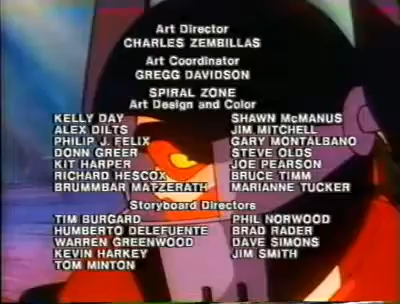 Art Director
CHARLES ZEMBILLAS
Art Coordinator
GREGG DAVIDSON
SPIRAL ZONE
Art Design and Color
KELLY DAY SHAWN McMANUS
ALEX DILTS JIM MITCHELL
PHILIP J. FELIX GARY MONTALBANO
DONN GREER STEVE OLDS
KIT HARPER JOE PEARSON
RICHARD HESCOX BRUCE TIMM
BRUMMBAR MATZERATH MARIANNE TUCKER
Storyboard Directors
TIM BURGARD PHIL NORWOOD
HUMBERTO DELEFUENTE BRAD RADER
WARREN GREENWOOD DAVE SIMONS
KEVIN HARKEY JIM SMITH
TOM MINTON